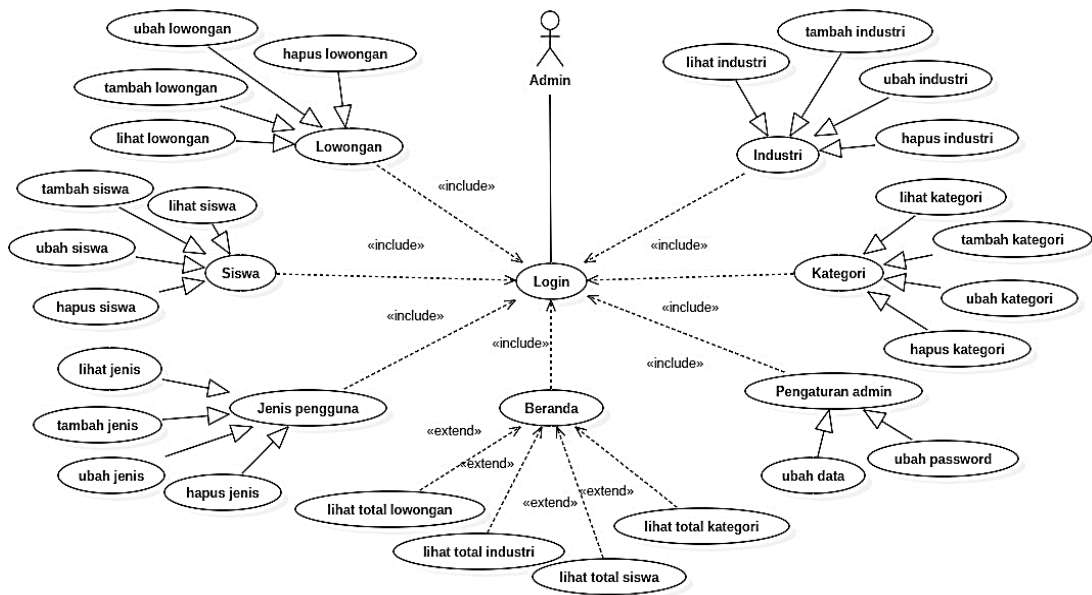 ubah lowongan
hapus lowongan
tambah lowongan
lihat lowongan
Lowongan
Admin
tambah industri
lihat industri
ubah industri
hapus industri
Industri
«include»
«include»
tambah siswa
lihat siswa
ubah siswa
hapus siswa
Siswa
«include»
Login
lihat kategori
tambah kategori
ubah kategori
hapus kategori
Kategori
«include»
«include»
«include»
«include»
lihat jenis
tambah jenis
ubah jenis
hapus jenis
Jenis pengguna
Beranda
Pengaturan admin
ubah data
ubah password
«extend»
«extend»
«extend»
«extend»
lihat total lowongan
lihat total industri
lihat total siswa
lihat total kategori